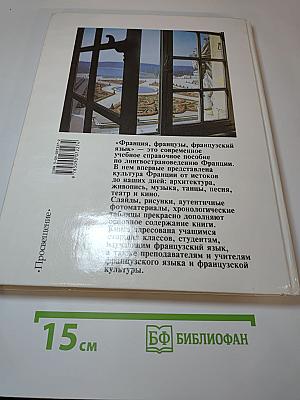 «Франция, французы, французский
язык» — это современное
учебное справочное пособие
по лингвострановедению Франции.
В нем впервые представлена
культура Франции от истоков
до наших дней: архитектура,
живопись, музыка, танцы, песня,
театр и кино.
Слайды, рисунки, аутентичные
фотоматериалы, хронологические
таблицы прекрасно дополняют
основное содержание книги.
Книга адресована учащимся
старших классов, студентам,
изучающим французский язык,
а также преподавателям и учителям
французского языка и французской
культуры.
«Просвещение»
15 см
БФ БИБЛИОФАН